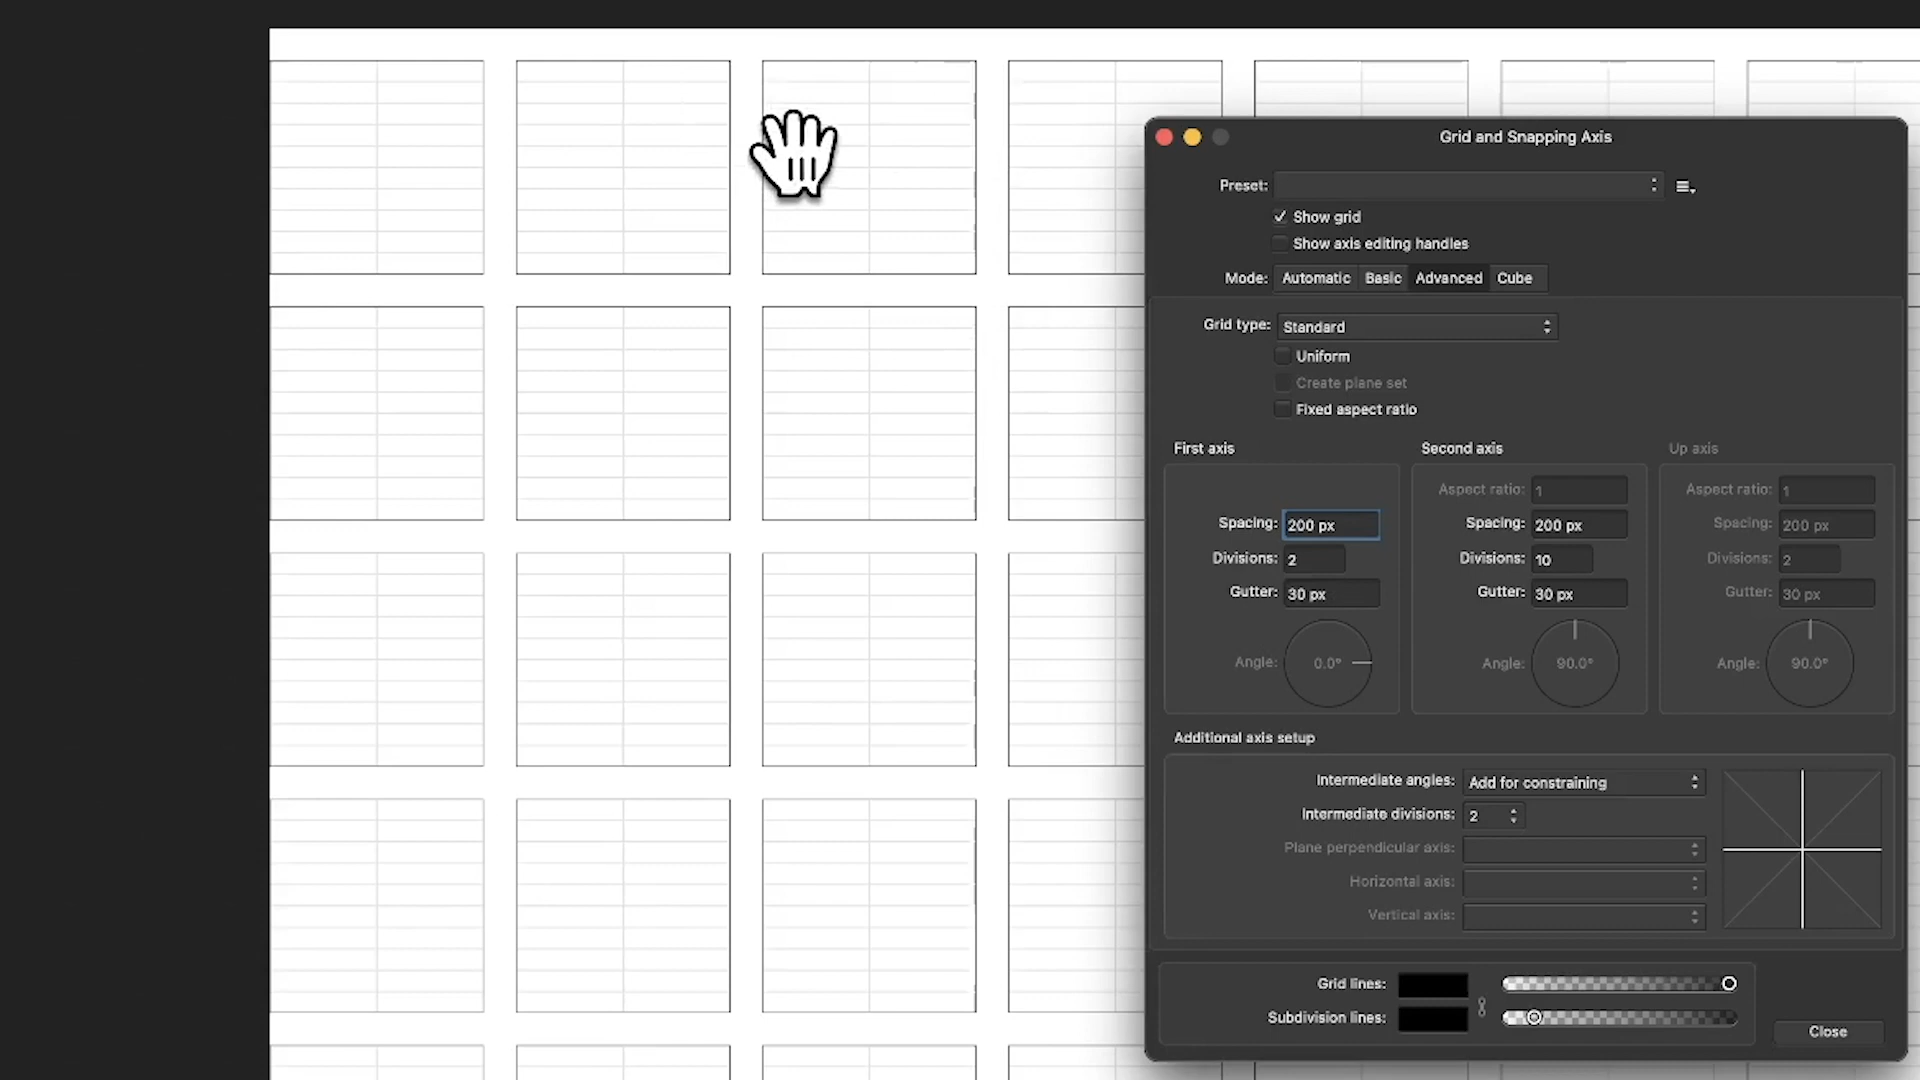 Grid and Snapping Axis
Preset:
Show grid
Show axis editing handles
Mode: Automatic Basic Advanced Cube
Grid type: Standard
Uniform
Create plane set
Fixed aspect ratio
First axis Second axis Up axis
Aspect ratio: 1 Aspect ratio: 1
Spacing: 200 px Spacing: 200 px Spacing: 200 px
Divisions: 2 Divisions: 10 Divisions: 2
Gutter: 30 px Gutter: 30 px Gutter: 30 px
Angle: 0.0° Angle: 90.0° Angle: 90.0°
Additional axis setup
Intermediate angles: Add for constraining
Intermediate divisions: 2
Plane perpendicular axis:
Horizontal axis:
Vertical axis:
Grid lines:
Subdivision lines:
Close